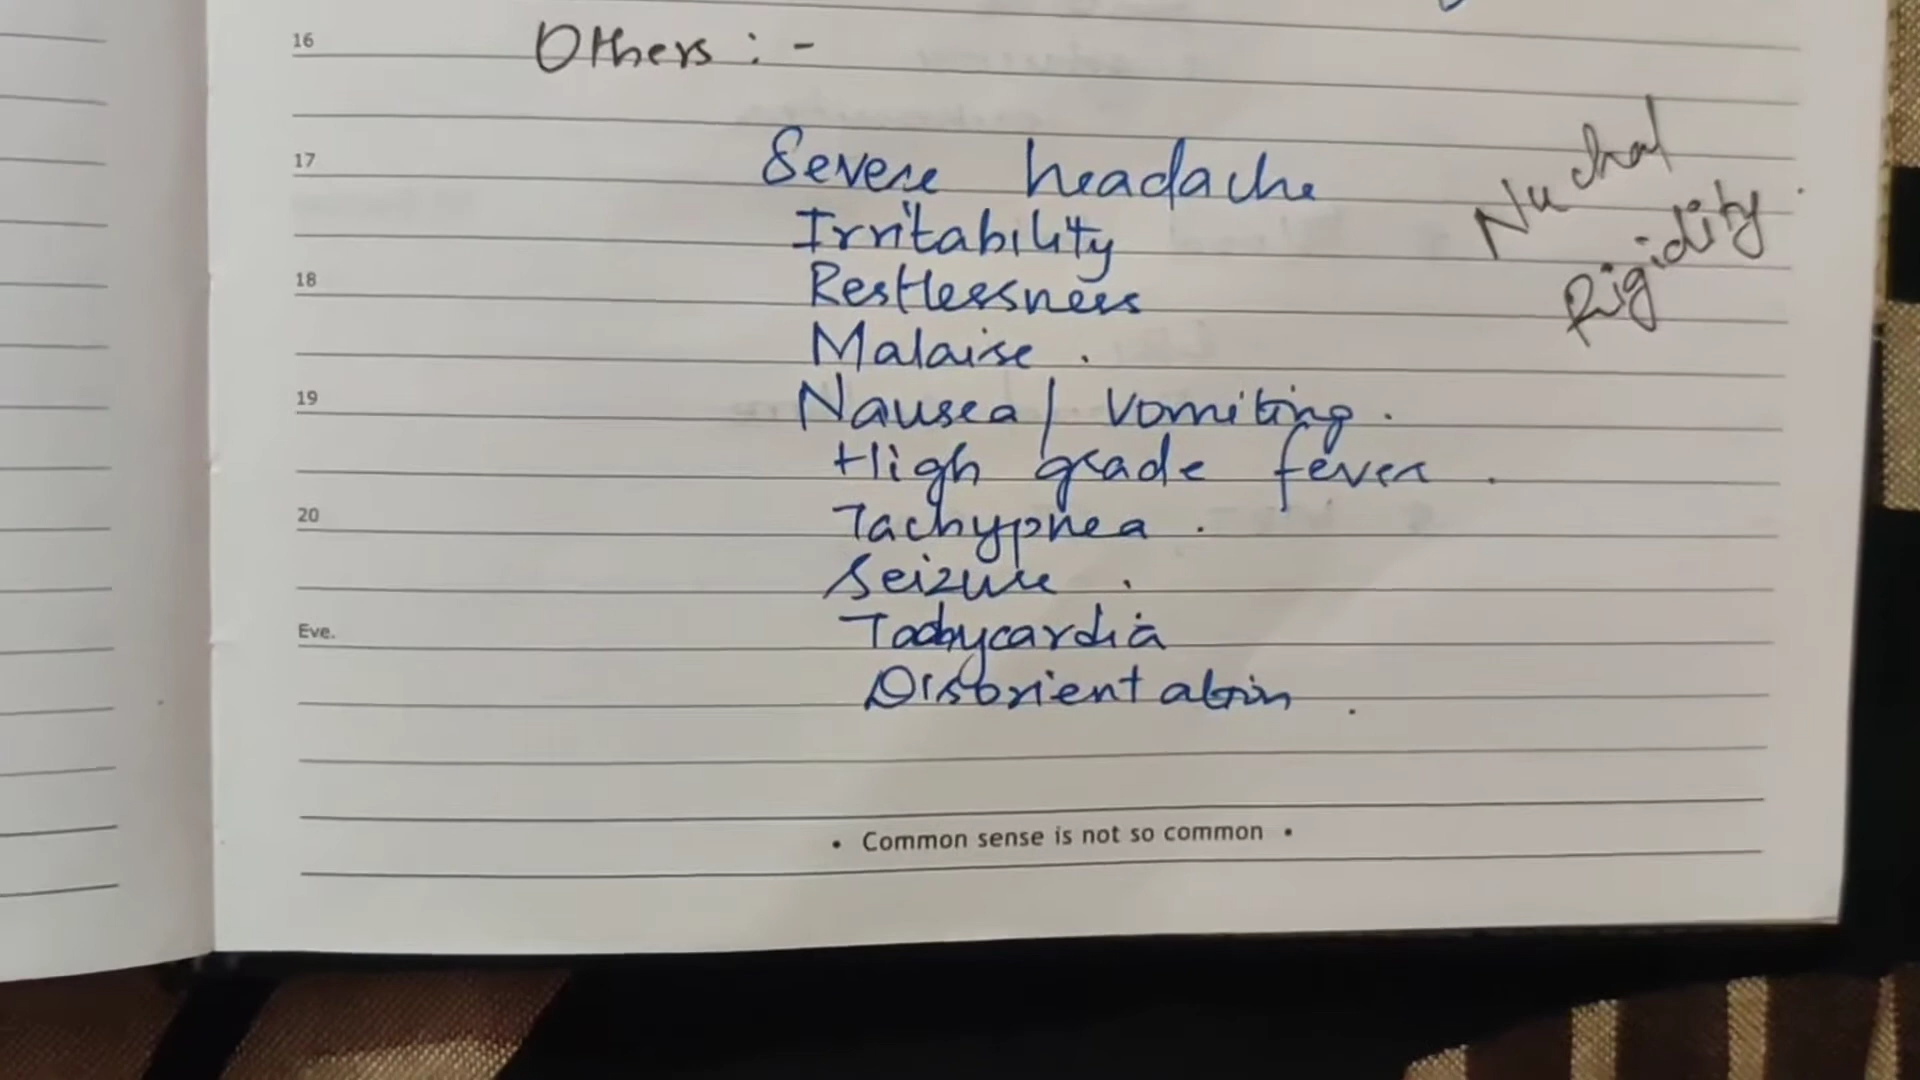 16
Others : -
17
Severe headache
Nuchal
Rigidity
Irritability
18
Restlessness
Malaise .
19
Nausea / Vomiting .
High grade fever .
20
Tachypnea .
Seizure .
Eve.
Tachycardia
Disorientation .
• Common sense is not so common •